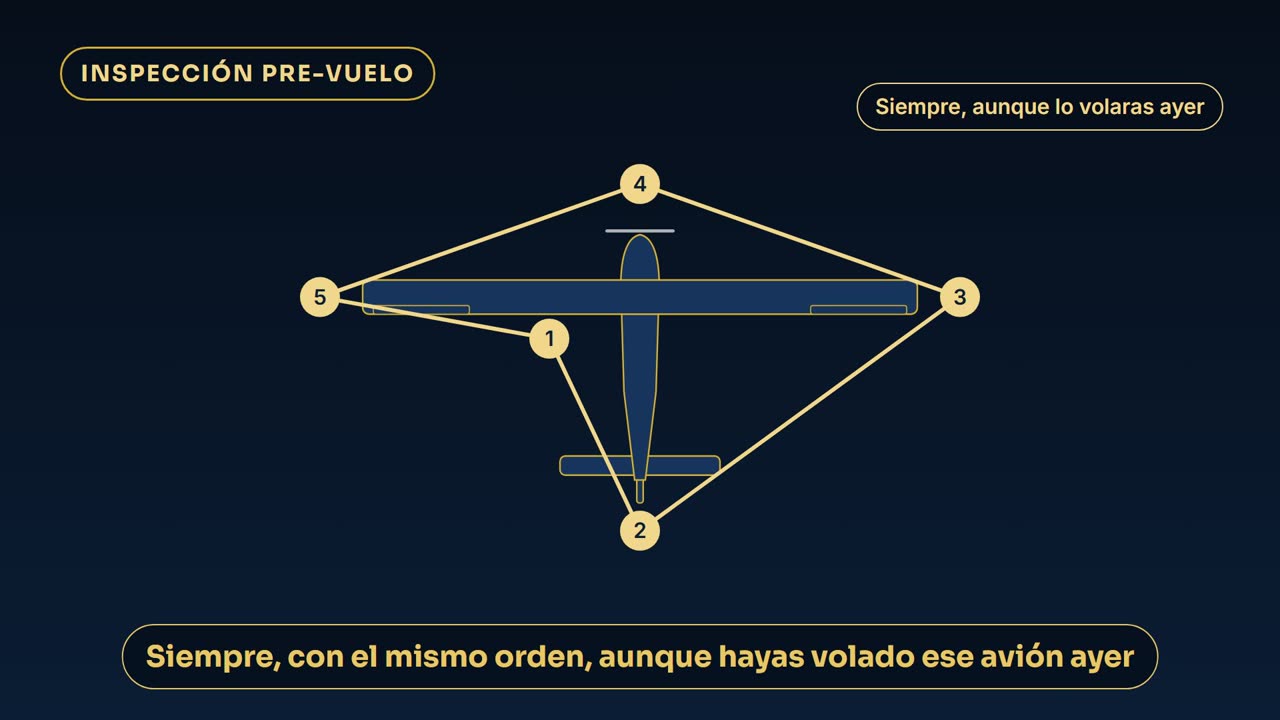 INSPECCIÓN PRE-VUELO
Siempre, aunque lo volaras ayer
4
5
3
1
2
Siempre, con el mismo orden, aunque hayas volado ese avión ayer